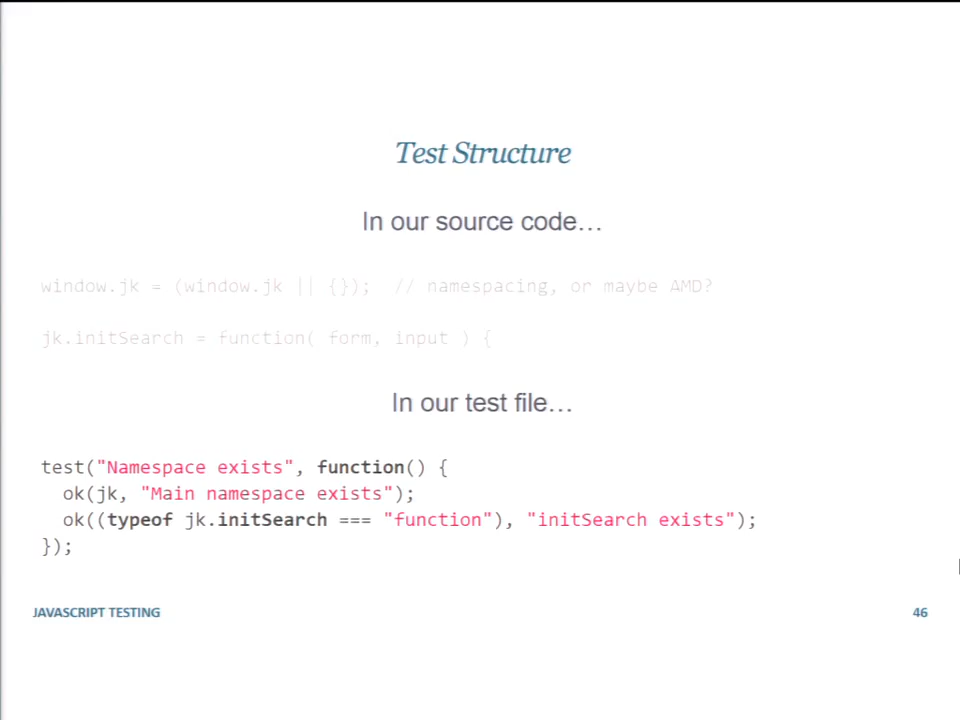 Test Structure
In our source code…
window.jk = (window.jk || {});  // namespacing, or maybe AMD?
jk.initSearch = function( form, input ) {
In our test file…
test("Namespace exists", function() {
  ok(jk, "Main namespace exists");
  ok((typeof jk.initSearch === "function"), "initSearch exists");
});
JAVASCRIPT TESTING
46